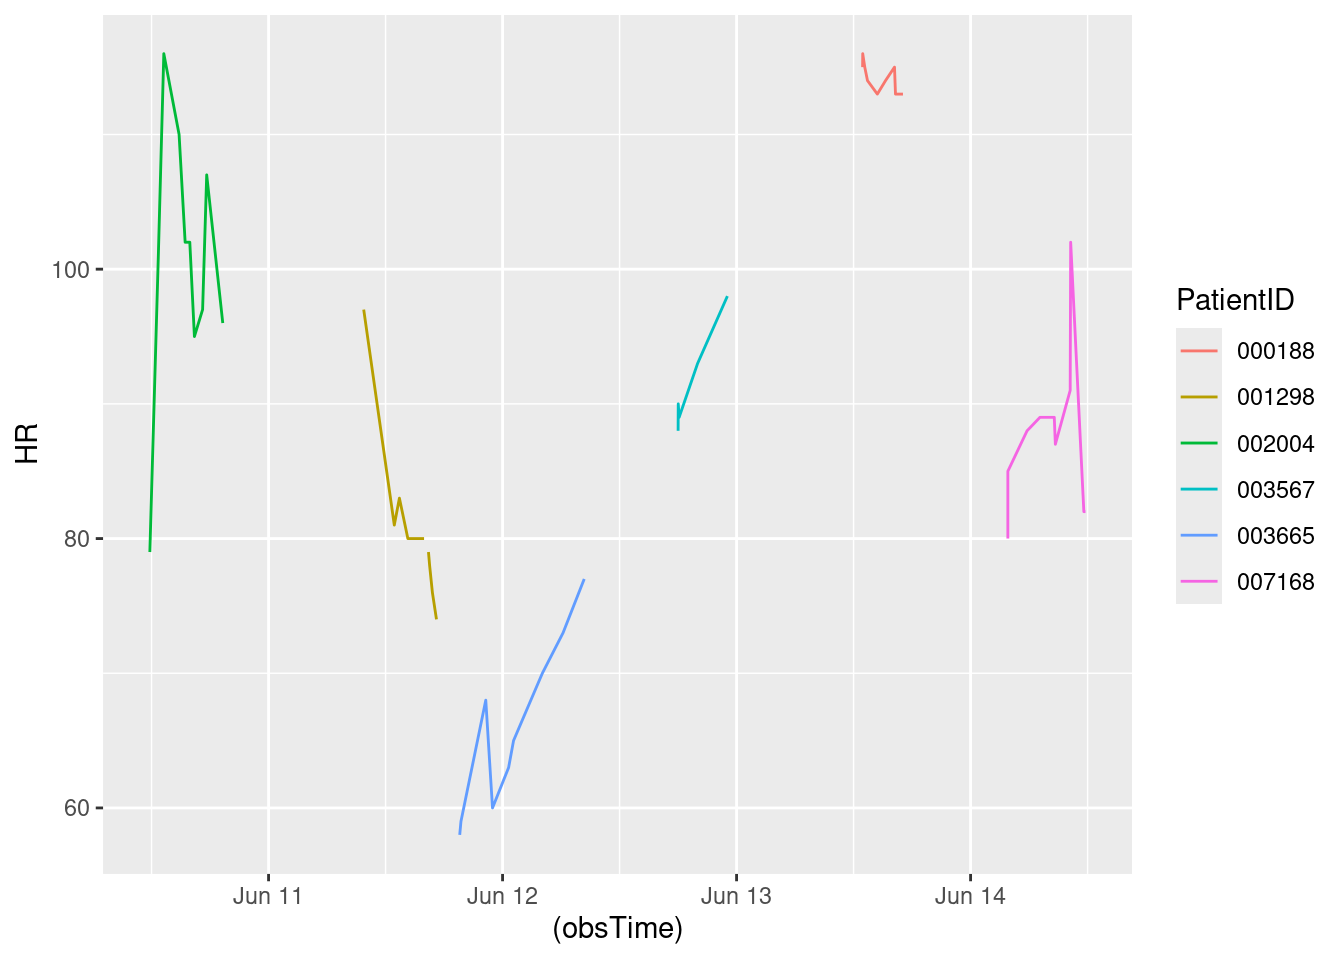 HR
100
80
60
Jun 11
Jun 12
Jun 13
Jun 14
(obsTime)
PatientID
000188
001298
002004
003567
003665
007168